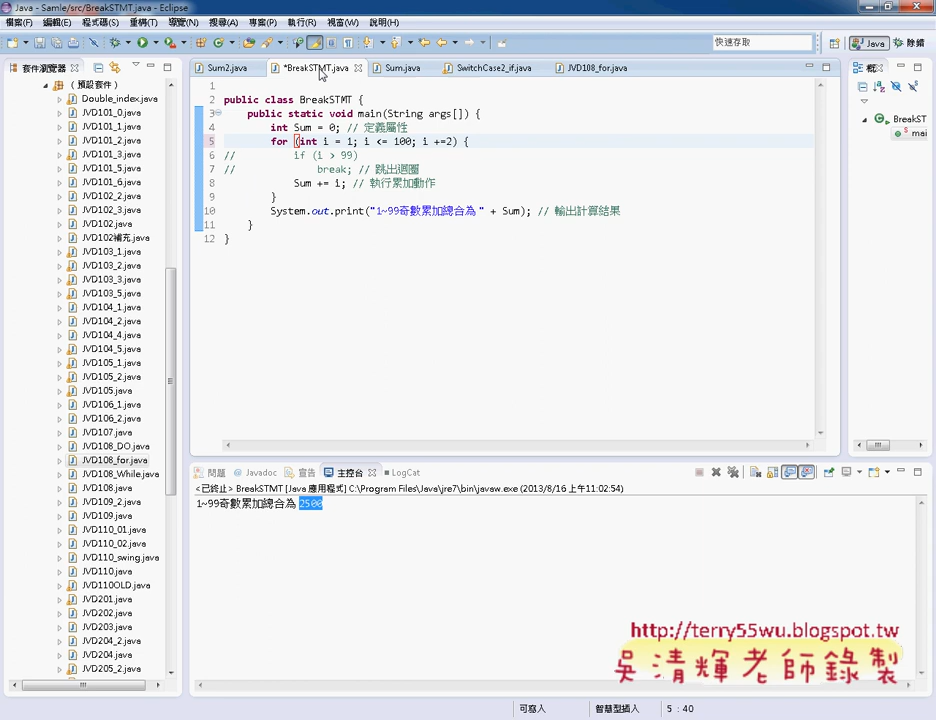 Java - Samle/src/BreakSTMT.java - Eclipse
檔案(F) 編輯(E) 程式碼(S) 重構(T) 導覽(N) 搜尋(A) 專案(P) 執行(R) 視窗(W) 說明(H)
快速存取
Java
除錯
套件瀏覽器
Sum2.java
*BreakSTMT.java
Sum.java
SwitchCase2_if.java
JVD108_for.java
概
(預設套件)
Double_index.java
JVD101_0.java
JVD101_1.java
JVD101_2.java
JVD101_3.java
JVD101_5.java
JVD101_6.java
JVD102_2.java
JVD102_3.java
JVD102.java
JVD102補充.java
JVD103_1.java
JVD103_2.java
JVD103_3.java
JVD103_5.java
JVD104_1.java
JVD104_2.java
JVD104_4.java
JVD104_5.java
JVD105_1.java
JVD105_2.java
JVD105.java
JVD106_1.java
JVD106_2.java
JVD107.java
JVD108_DO.java
JVD108_for.java
JVD108_While.java
JVD108.java
JVD109_2.java
JVD109.java
JVD110_01.java
JVD110_02.java
JVD110_swing.java
JVD110.java
JVD110OLD.java
JVD201.java
JVD202.java
JVD203.java
JVD204_2.java
JVD204.java
JVD205_2.java
1
2 public class BreakSTMT {
3 public static void main(String args[]) {
4 int Sum = 0; // 定義屬性
5 for (int i = 1; i <= 100; i +=2) {
6 // if (i > 99)
7 // break; // 跳出迴圈
8 Sum += i; // 執行累加動作
9 }
10 System.out.print("1~99奇數累加總合為 " + Sum); // 輸出計算結果
11 }
12 }
BreakST
mai
問題 @ Javadoc 宣告 主控台 LogCat
<已終止> BreakSTMT [Java 應用程式] C:\Program Files\Java\jre7\bin\javaw.exe (2013/8/16 上午11:02:54)
1~99奇數累加總合為 2500
http://terry55wu.blogspot.tw
吳清輝老師錄製
可寫入 智慧型插入 5 : 40